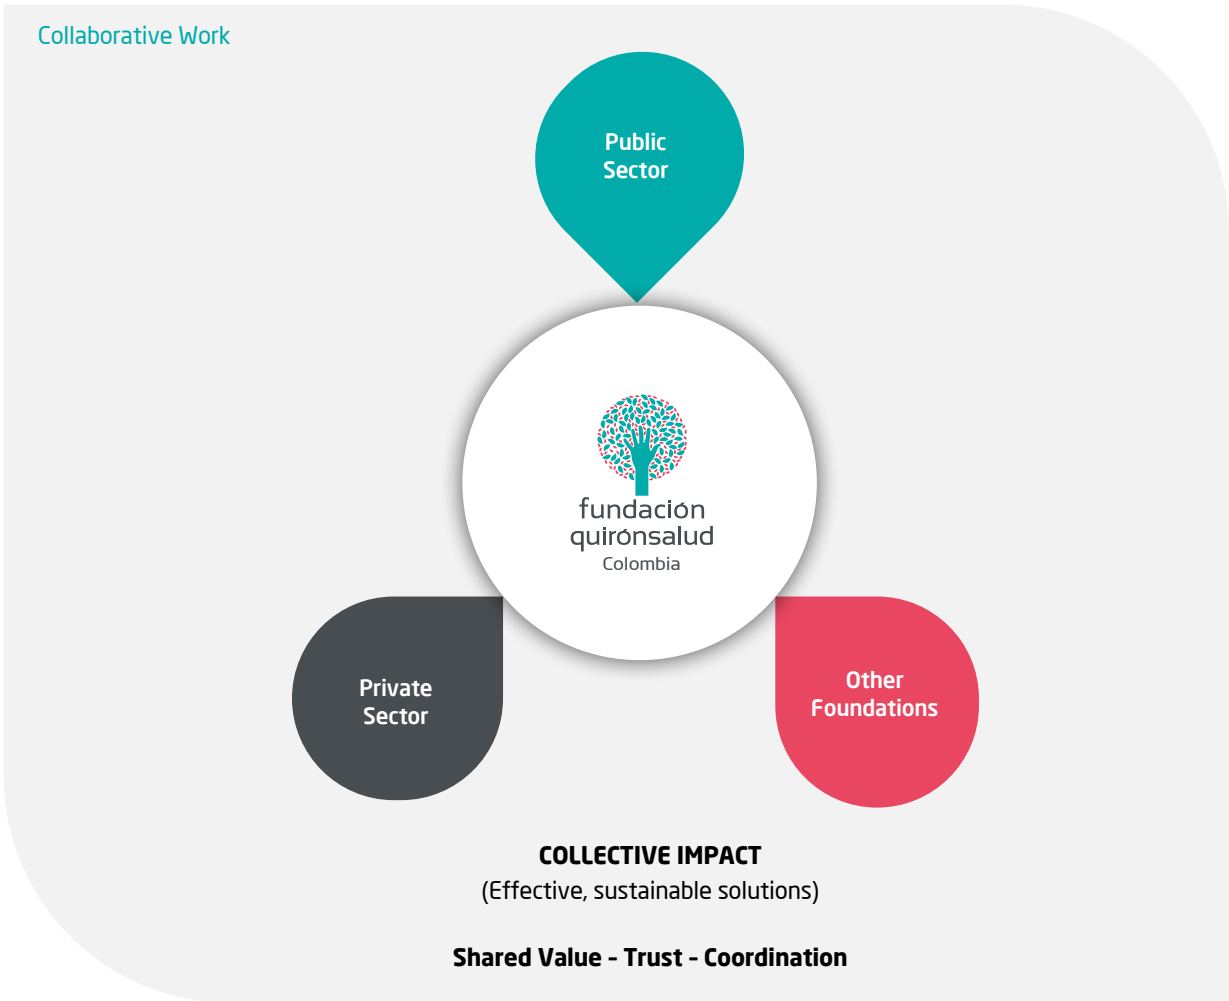 Collaborative Work
Public
Sector
fundación
quirónsalud
Colombia
Private
Sector
Other
Foundations
COLLECTIVE IMPACT
(Effective, sustainable solutions)
Shared Value – Trust – Coordination